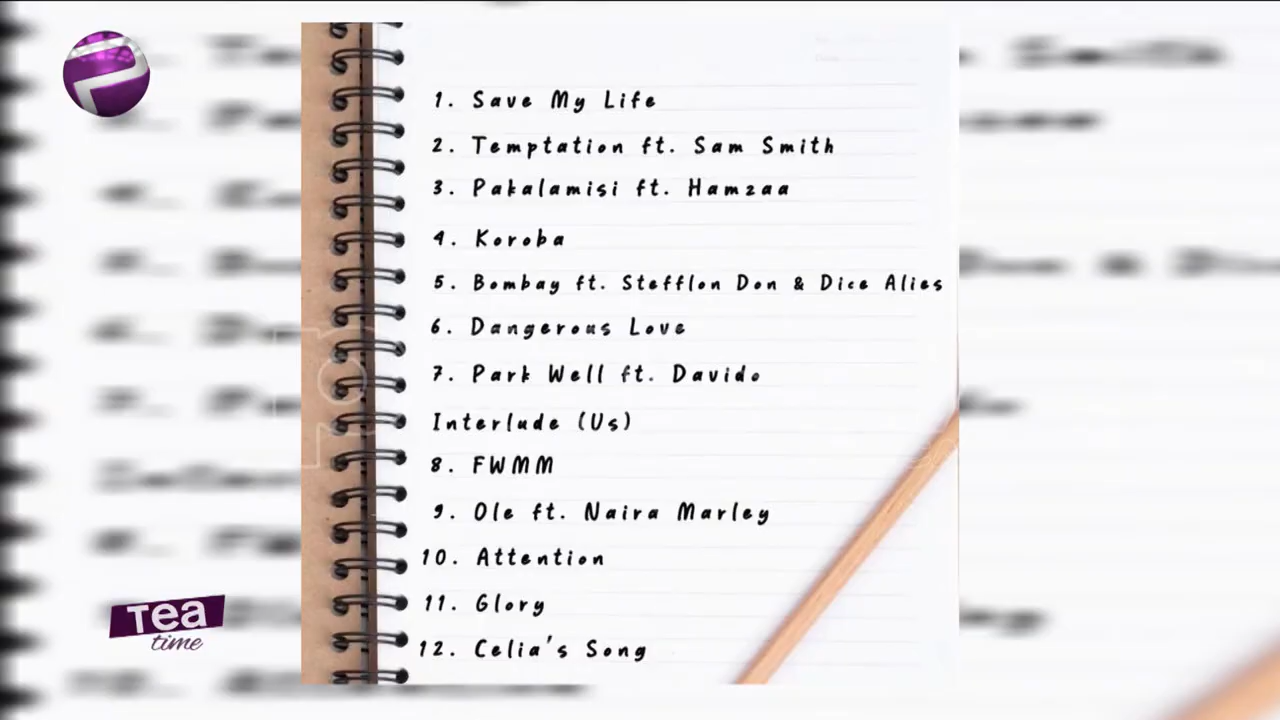 1. Save My Life
2. Temptation ft. Sam Smith
3. Pakalamisi ft. Hamzaa
4. Koroba
5. Bombay ft. Stefflon Don & Dice Alies
6. Dangerous Love
7. Park Well ft. Davido
Interlude (Us)
8. FWMM
9. Ole ft. Naira Marley
10. Attention
11. Glory
12. Celia's Song
Tea
time